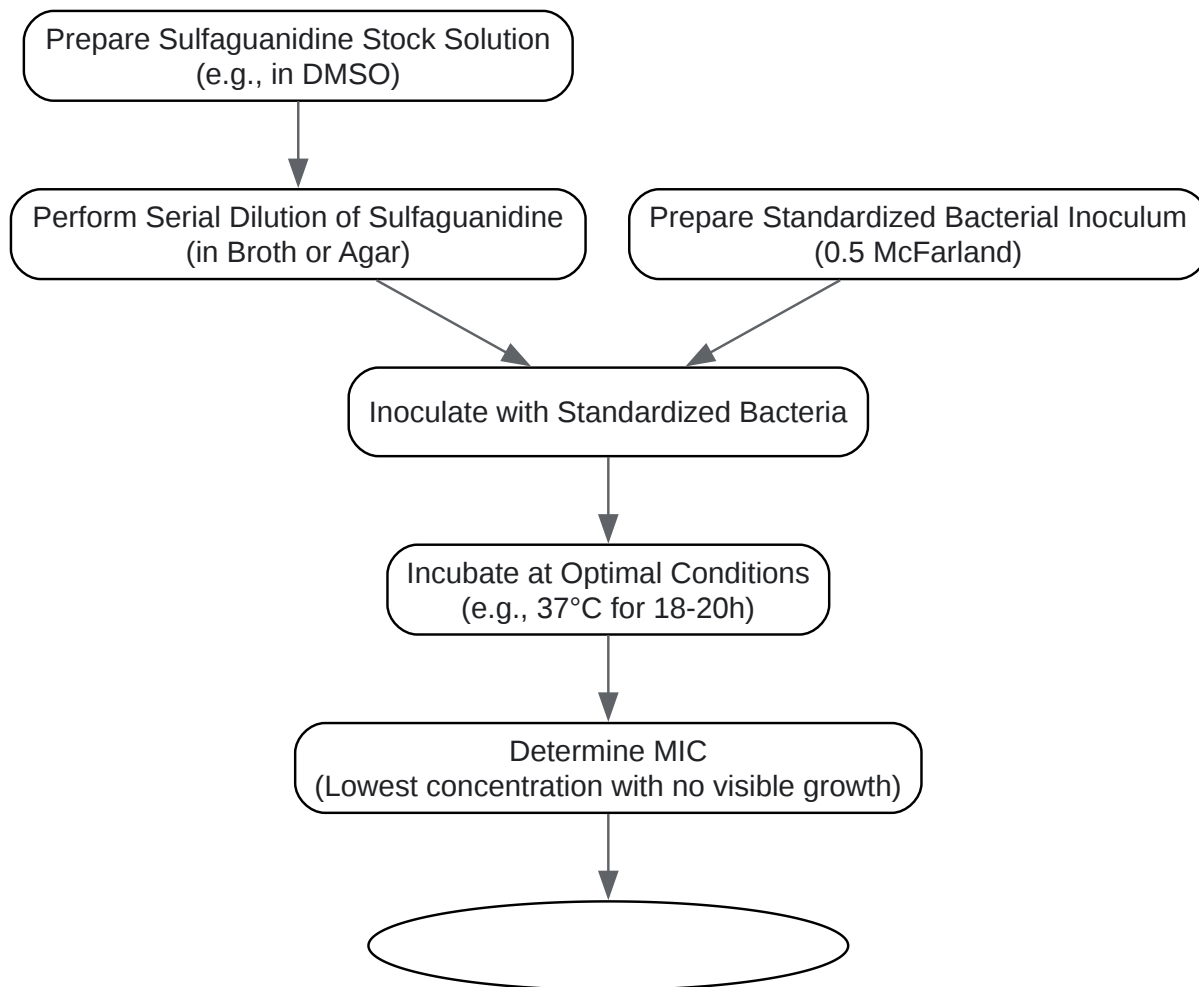 Prepare Sulfaguanidine Stock Solution
(e.g., in DMSO)
Perform Serial Dilution of Sulfaguanidine
(in Broth or Agar)
Prepare Standardized Bacterial Inoculum
(0.5 McFarland)
Inoculate with Standardized Bacteria
Incubate at Optimal Conditions
(e.g., 37°C for 18-20h)
Determine MIC
(Lowest concentration with no visible growth)